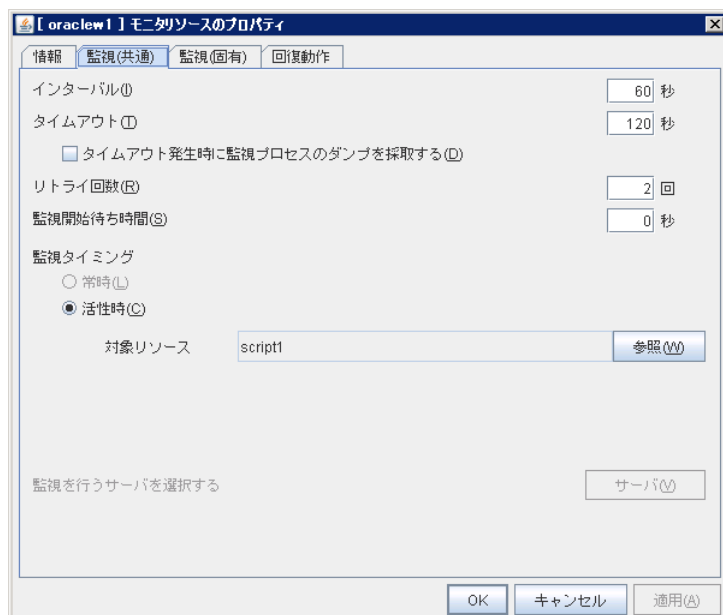 [ oraclew1 ] モニタリソースのプロパティ
情報 監視(共通) 監視(固有) 回復動作
インターバル(I) 60 秒
タイムアウト(T) 120 秒
タイムアウト発生時に監視プロセスのダンプを採取する(D)
リトライ回数(R) 2 回
監視開始待ち時間(S) 0 秒
監視タイミング
常時(L)
活性時(C)
対象リソース script1 参照(W)
監視を行うサーバを選択する サーバ(V)
OK キャンセル 適用(A)